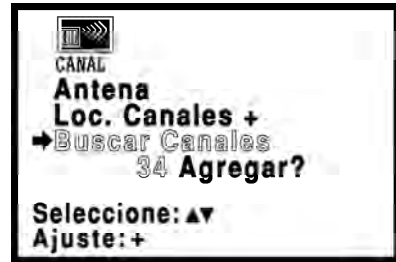 CANAL
Antena
Loc. Canales +
➡Buscar Canales
34 Agregar?
Seleccione:▲▼
Ajuste:+